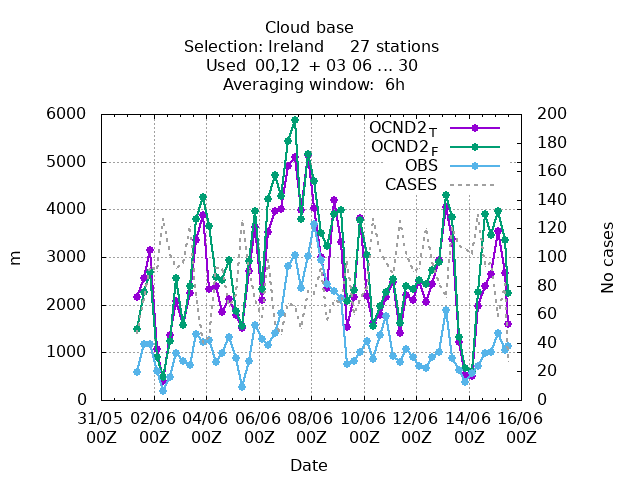 Cloud base
Selection: Ireland 27 stations
Used 00,12 + 03 06 ... 30
Averaging window: 6h
6000
5000
4000
3000
2000
1000
0
m
200
180
160
140
120
100
80
60
40
20
0
No cases
OCND2T
OCND2F
OBS
CASES
31/05 02/06 04/06 06/06 08/06 10/06 12/06 14/06 16/06
00Z 00Z 00Z 00Z 00Z 00Z 00Z 00Z 00Z
Date